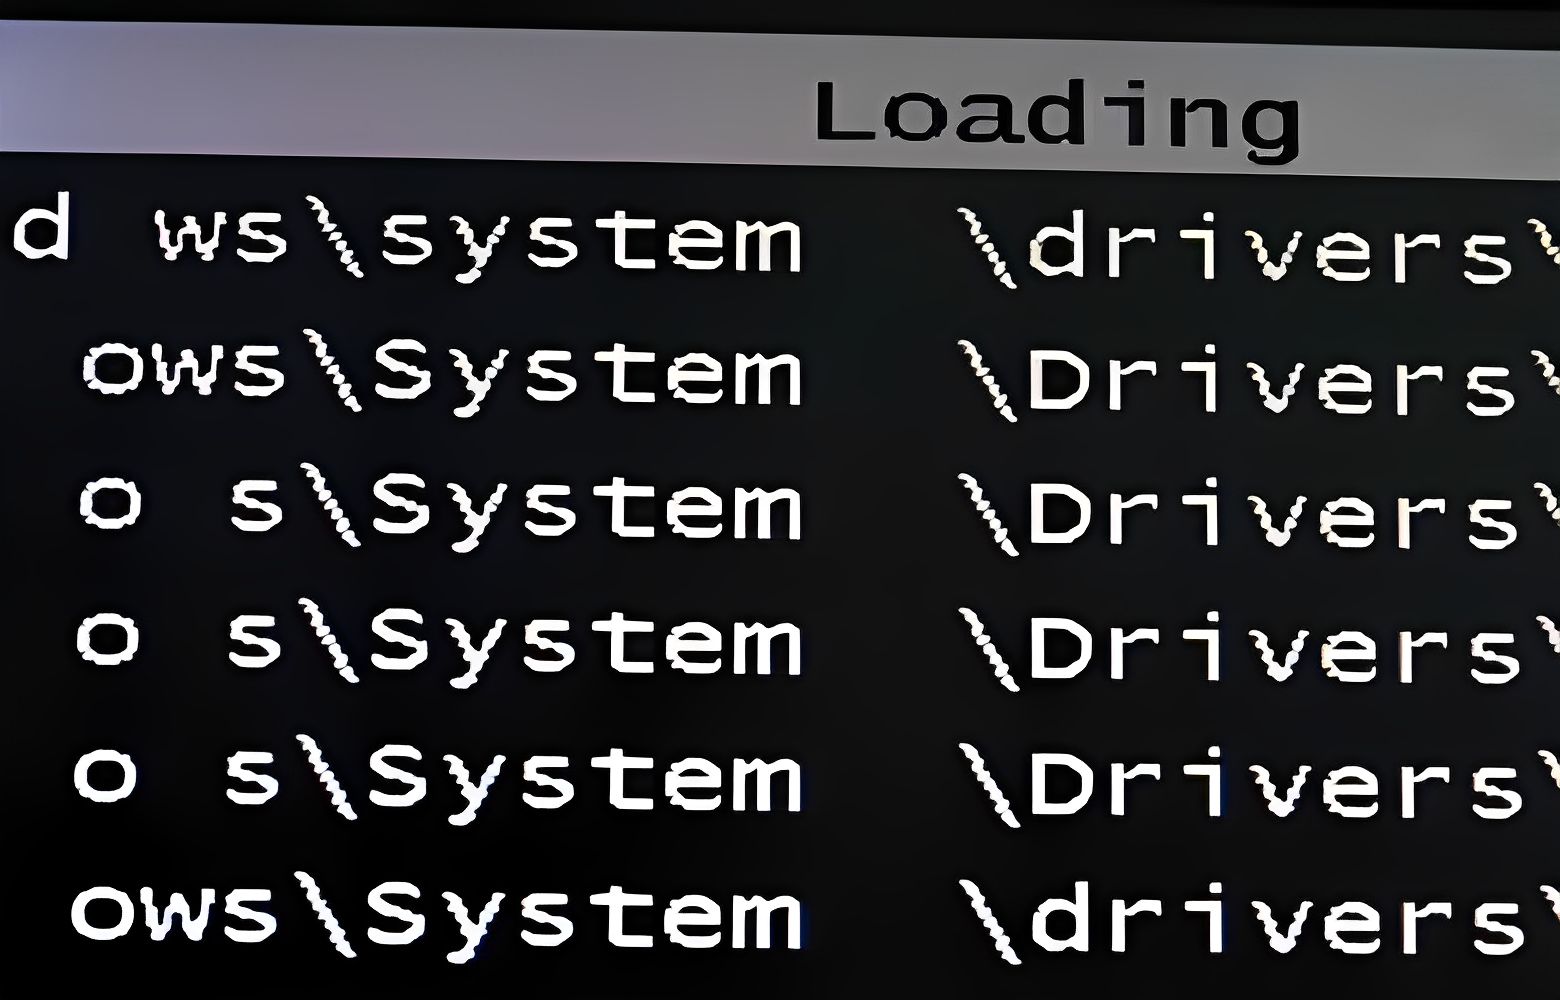 Loading
d ws\system \drivers\
ows\System \Drivers\
o s\System \Drivers\
o s\System \Drivers\
o s\System \Drivers\
ows\System \drivers\